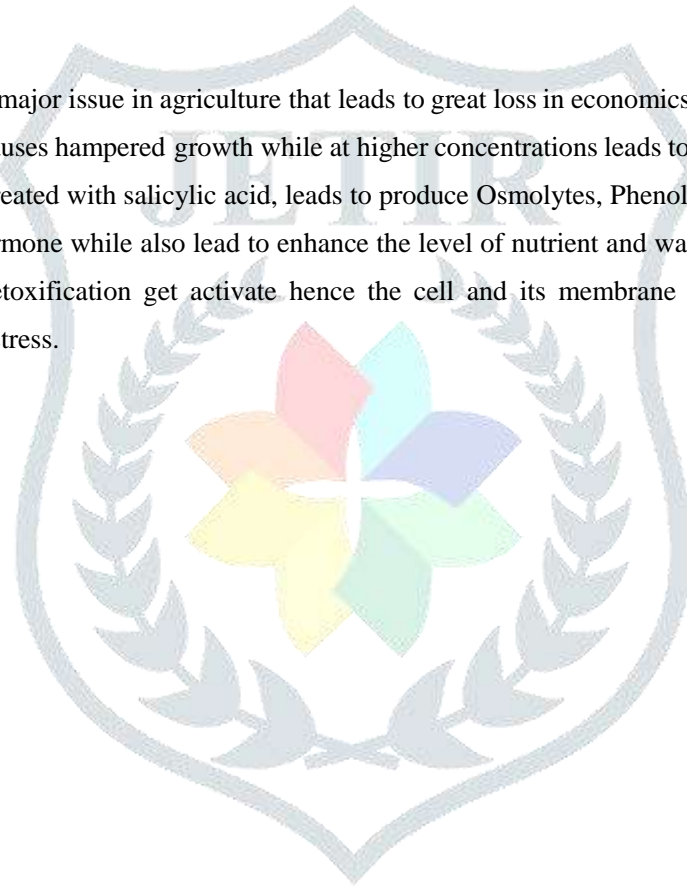 major issue in agriculture that leads to great loss in economics
uses hampered growth while at higher concentrations leads to
reated with salicylic acid, leads to produce Osmolytes, Phenol
rmone while also lead to enhance the level of nutrient and wa
etoxification get activate hence the cell and its membrane
tress.
JETIR